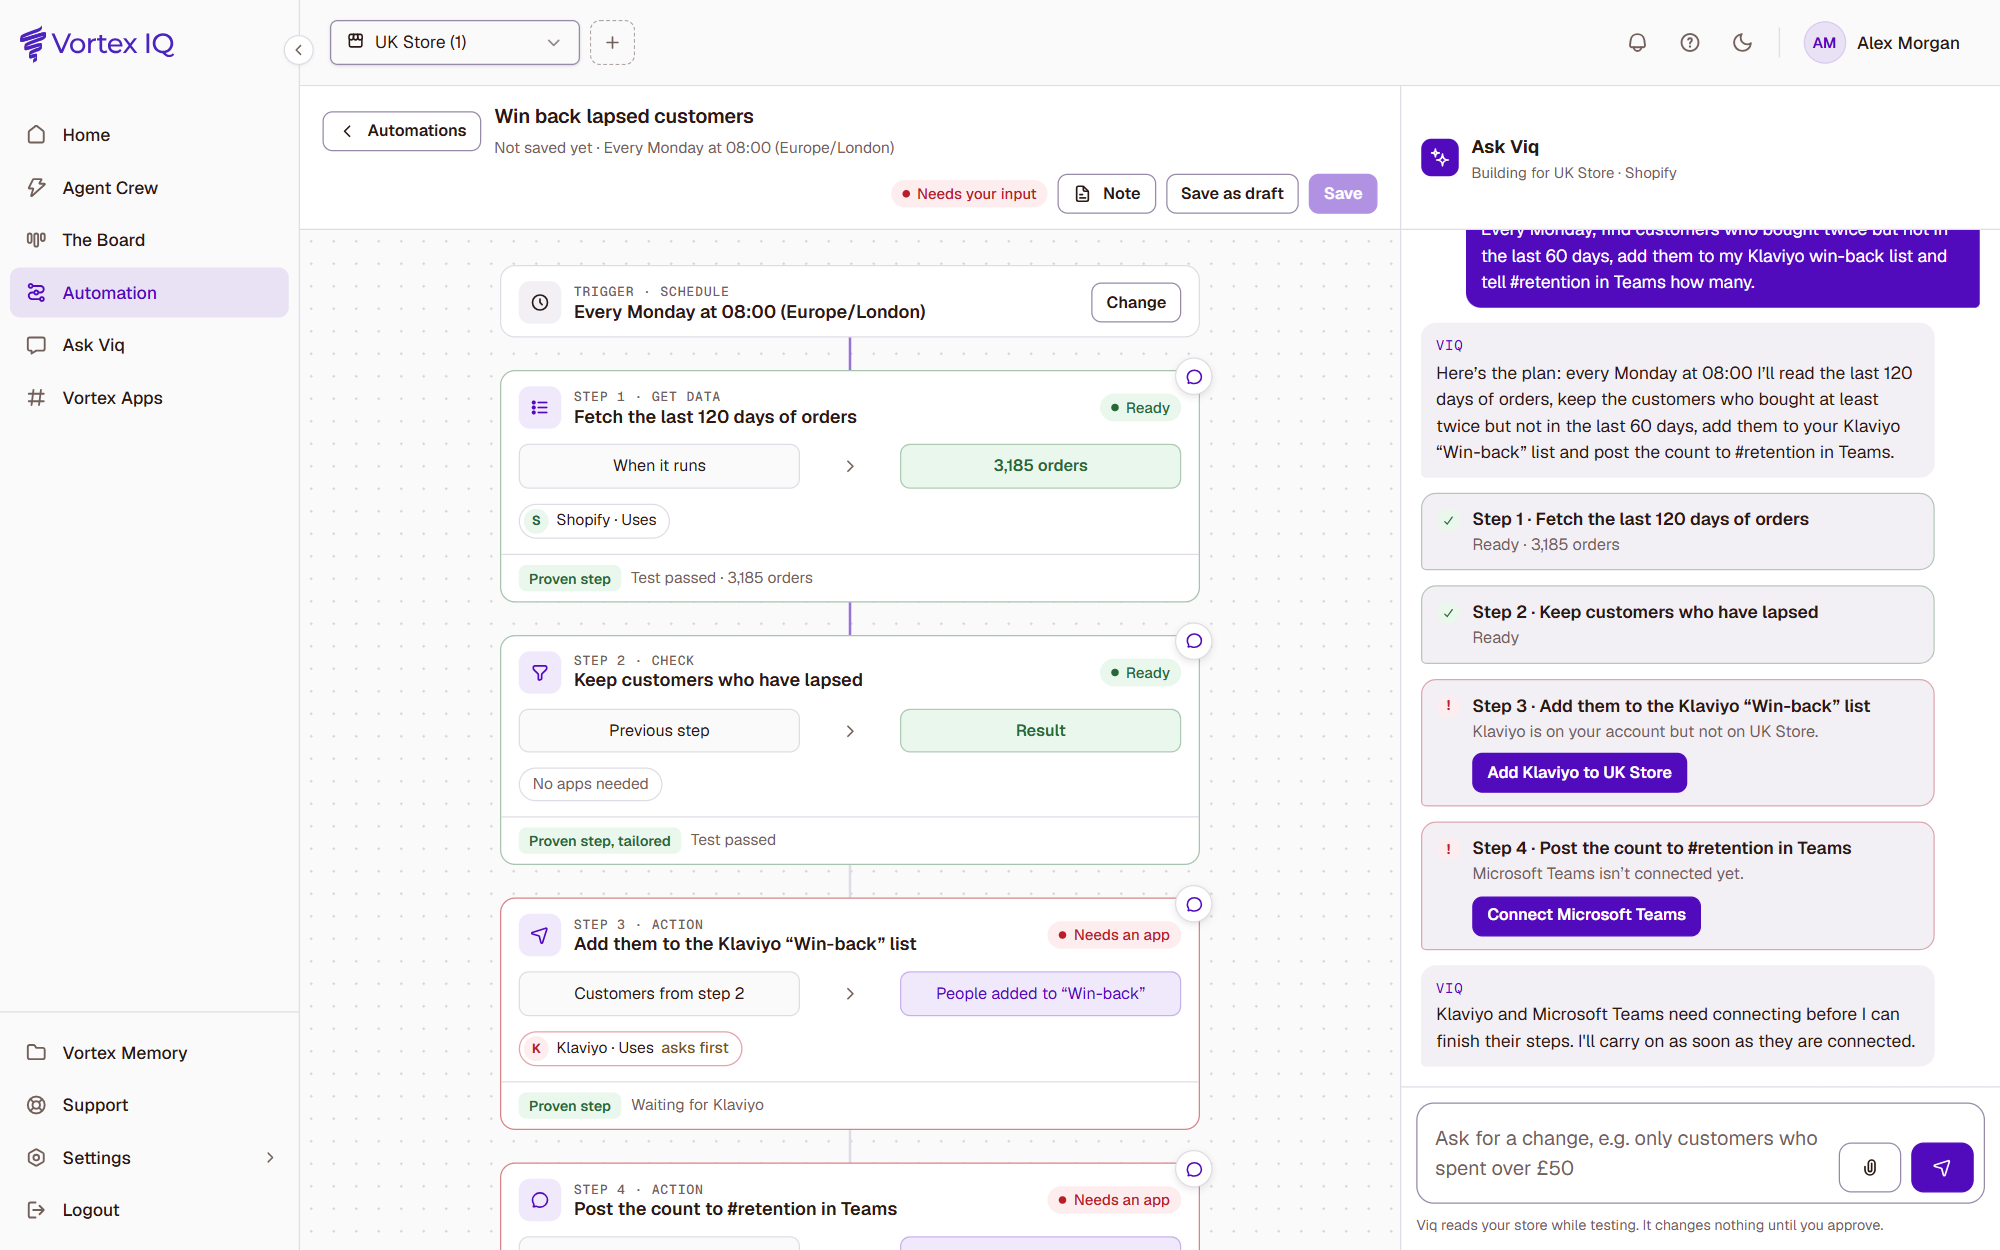 Vortex IQ
UK Store (1)
AM
Alex Morgan
Home
Agent Crew
The Board
Automation
Ask Viq
Vortex Apps
Vortex Memory
Support
Settings
Logout
Automations
Win back lapsed customers
Not saved yet · Every Monday at 08:00 (Europe/London)
Needs your input
Note
Save as draft
Save
TRIGGER · SCHEDULE
Every Monday at 08:00 (Europe/London)
Change
STEP 1 · GET DATA
Fetch the last 120 days of orders
Ready
When it runs
3,185 orders
S
Shopify · Uses
Proven step
Test passed · 3,185 orders
STEP 2 · CHECK
Keep customers who have lapsed
Ready
Previous step
Result
No apps needed
Proven step, tailored
Test passed
STEP 3 · ACTION
Add them to the Klaviyo “Win-back” list
Needs an app
Customers from step 2
People added to “Win-back”
K
Klaviyo · Uses asks first
Proven step
Waiting for Klaviyo
STEP 4 · ACTION
Post the count to #retention in Teams
Needs an app
Ask Viq
Building for UK Store · Shopify
Every Monday, find customers who bought twice but not in
the last 60 days, add them to my Klaviyo win-back list and
tell #retention in Teams how many.
VIQ
Here’s the plan: every Monday at 08:00 I’ll read the last 120
days of orders, keep the customers who bought at least
twice but not in the last 60 days, add them to your Klaviyo
“Win-back” list and post the count to #retention in Teams.
Step 1 · Fetch the last 120 days of orders
Ready · 3,185 orders
Step 2 · Keep customers who have lapsed
Ready
Step 3 · Add them to the Klaviyo “Win-back” list
Klaviyo is on your account but not on UK Store.
Add Klaviyo to UK Store
Step 4 · Post the count to #retention in Teams
Microsoft Teams isn’t connected yet.
Connect Microsoft Teams
VIQ
Klaviyo and Microsoft Teams need connecting before I can
finish their steps. I'll carry on as soon as they are connected.
Ask for a change, e.g. only customers who
spent over £50
Viq reads your store while testing. It changes nothing until you approve.